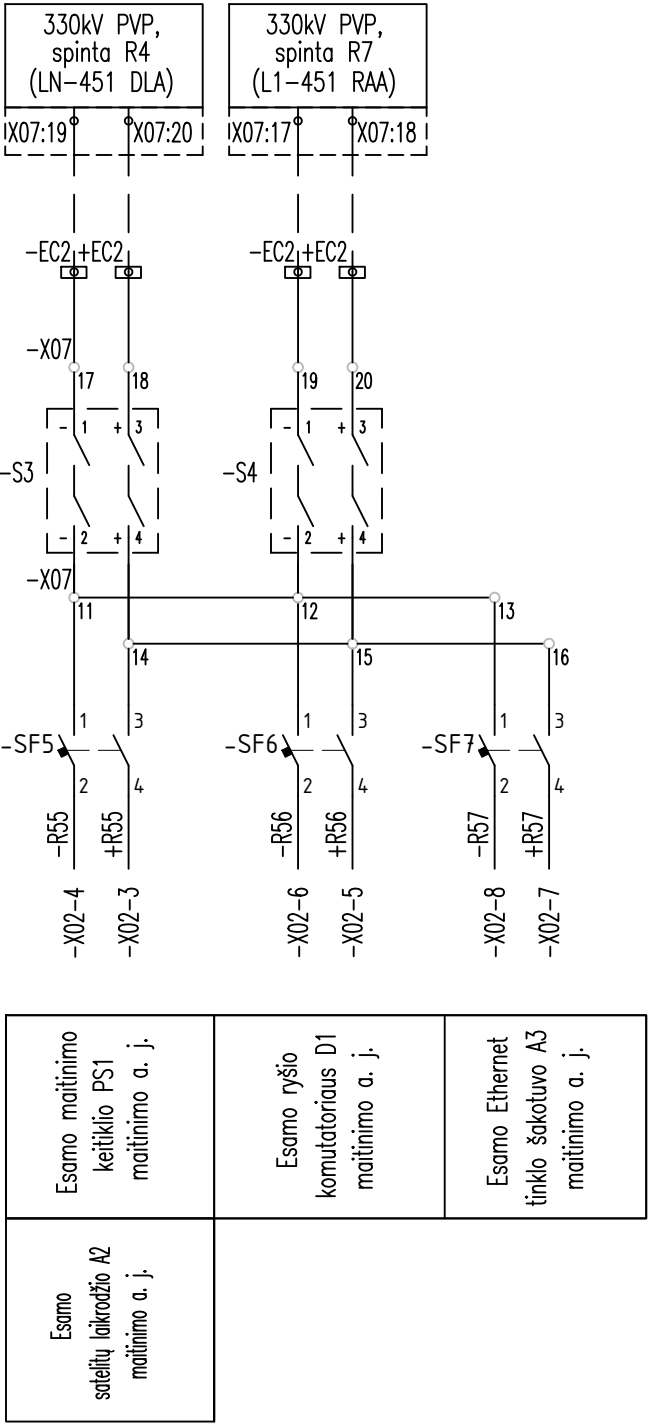 330kV PVP,
spinta R4
(LN-451 DLA)
330kV PVP,
spinta R7
(L1-451 RAA)
X07:19 X07:20
X07:17 X07:18
-EC2 +EC2
-EC2 +EC2
-X07
17 18 19 20
- 1 + 3
- 1 + 3
-S3
-S4
- 2 + 4
- 2 + 4
-X07
11 12 13
14 15 16
1 3 1 3 1 3
-SF5 -SF6 -SF7
2 4 2 4 2 4
-R55 +R55 -R56 +R56 -R57 +R57
-X02-4 -X02-3 -X02-6 -X02-5 -X02-8 -X02-7
Esamo maitinimo
keitiklio PS1
maitinimo a. j.
Esamo ryšio
komutatoriaus D1
maitinimo a. j.
Esamo Ethernet
tinklo šakotuvo A3
maitinimo a. j.
Esamo
satelitų laikrodžio A2
maitinimo a. j.